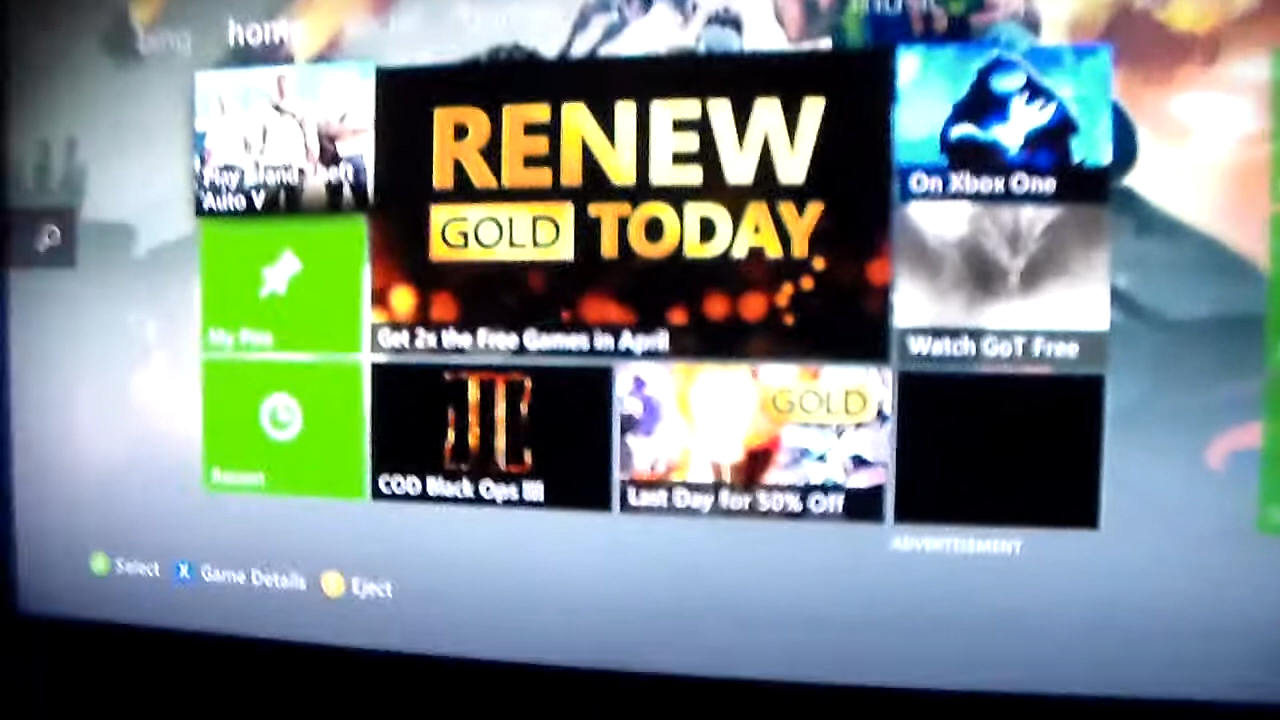 bing
home
Play Grand Theft
Auto V
RENEW
GOLD TODAY
Get 2x the Free Games in April
On Xbox One
My Pins
Watch GoT Free
Recent
COD Black Ops III
GOLD
Last Day for 50% Off
ADVERTISEMENT
Select
X Game Details
Eject